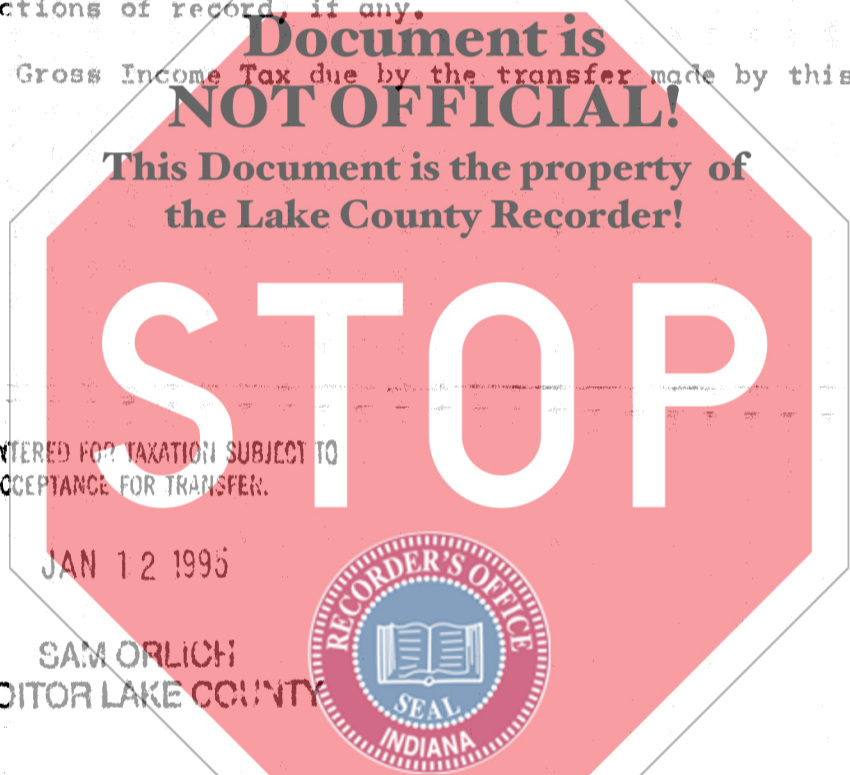 ctions of record, if any.
Document is
Gross Income Tax due by the transfer made by this
NOT OFFICIAL!
This Document is the property of
the Lake County Recorder!
STOP
NTERED FOR TAXATION SUBJECT TO
CCEPTANCE FOR TRANSFER.
JAN 12 1995
SAM ORLICH
DITOR LAKE COUNTY
RECORDER'S OFFICE
SEAL
INDIANA